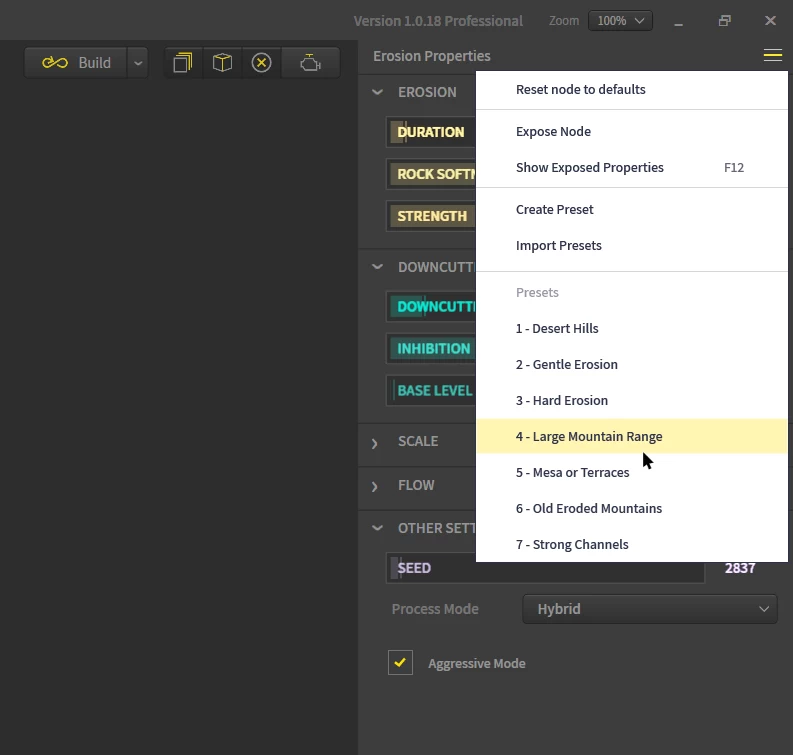 Version 1.0.18 Professional Zoom 100%
Build
Erosion Properties
EROSION
DURATION
ROCK SOFTN
STRENGTH
DOWNCUTTI
DOWNCUTTI
INHIBITION
BASE LEVEL
SCALE
FLOW
OTHER SETT
SEED 2837
Process Mode Hybrid
Aggressive Mode
Reset node to defaults
Expose Node
Show Exposed Properties F12
Create Preset
Import Presets
Presets
1 - Desert Hills
2 - Gentle Erosion
3 - Hard Erosion
4 - Large Mountain Range
5 - Mesa or Terraces
6 - Old Eroded Mountains
7 - Strong Channels